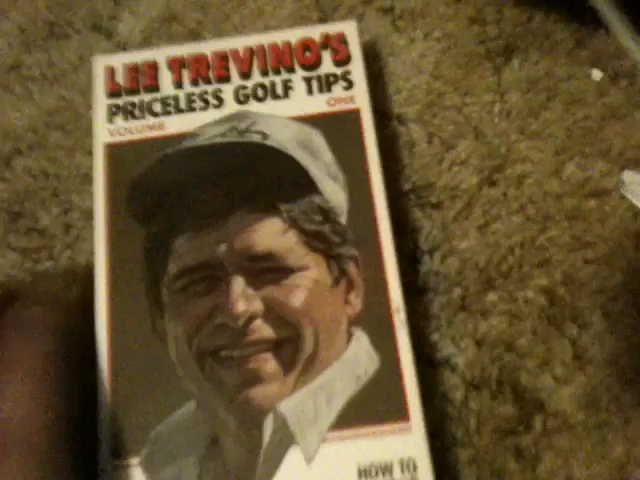 LEE TREVINO'S
PRICELESS GOLF TIPS
VOLUME ONE
HOW TO